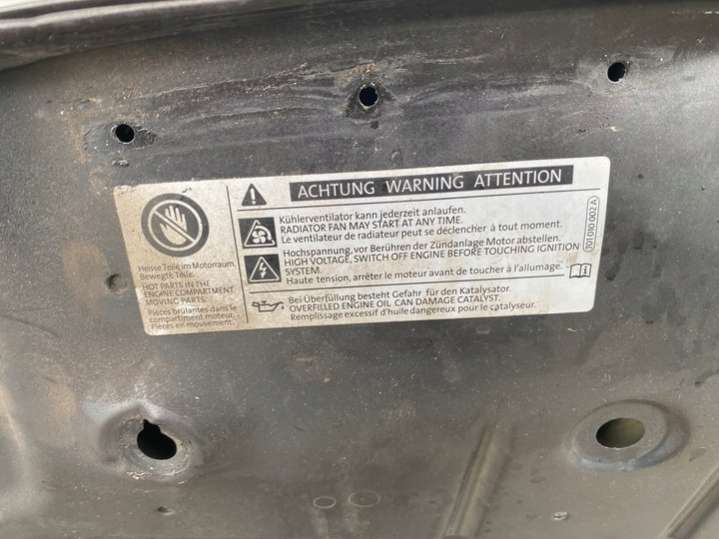 ACHTUNG WARNING ATTENTION
Heisse Teile im Motorraum.
Bewegte Teile.
HOT PARTS IN THE
ENGINE COMPARTMENT.
MOVING PARTS.
Pièces brûlantes dans le
compartiment moteur.
Pièces en mouvement.
Kühlerventilator kann jederzeit anlaufen.
RADIATOR FAN MAY START AT ANY TIME.
Le ventilateur de radiateur peut se déclencher à tout moment.
Hochspannung, vor Berühren der Zündanlage Motor abstellen.
HIGH VOLTAGE, SWITCH OFF ENGINE BEFORE TOUCHING IGNITION
SYSTEM.
Haute tension, arrêter le moteur avant de toucher à l'allumage.
Bei Überfüllung besteht Gefahr für den Katalysator.
OVERFILLED ENGINE OIL CAN DAMAGE CATALYST.
Remplissage excessif d'huile dangereux pour le catalyseur.